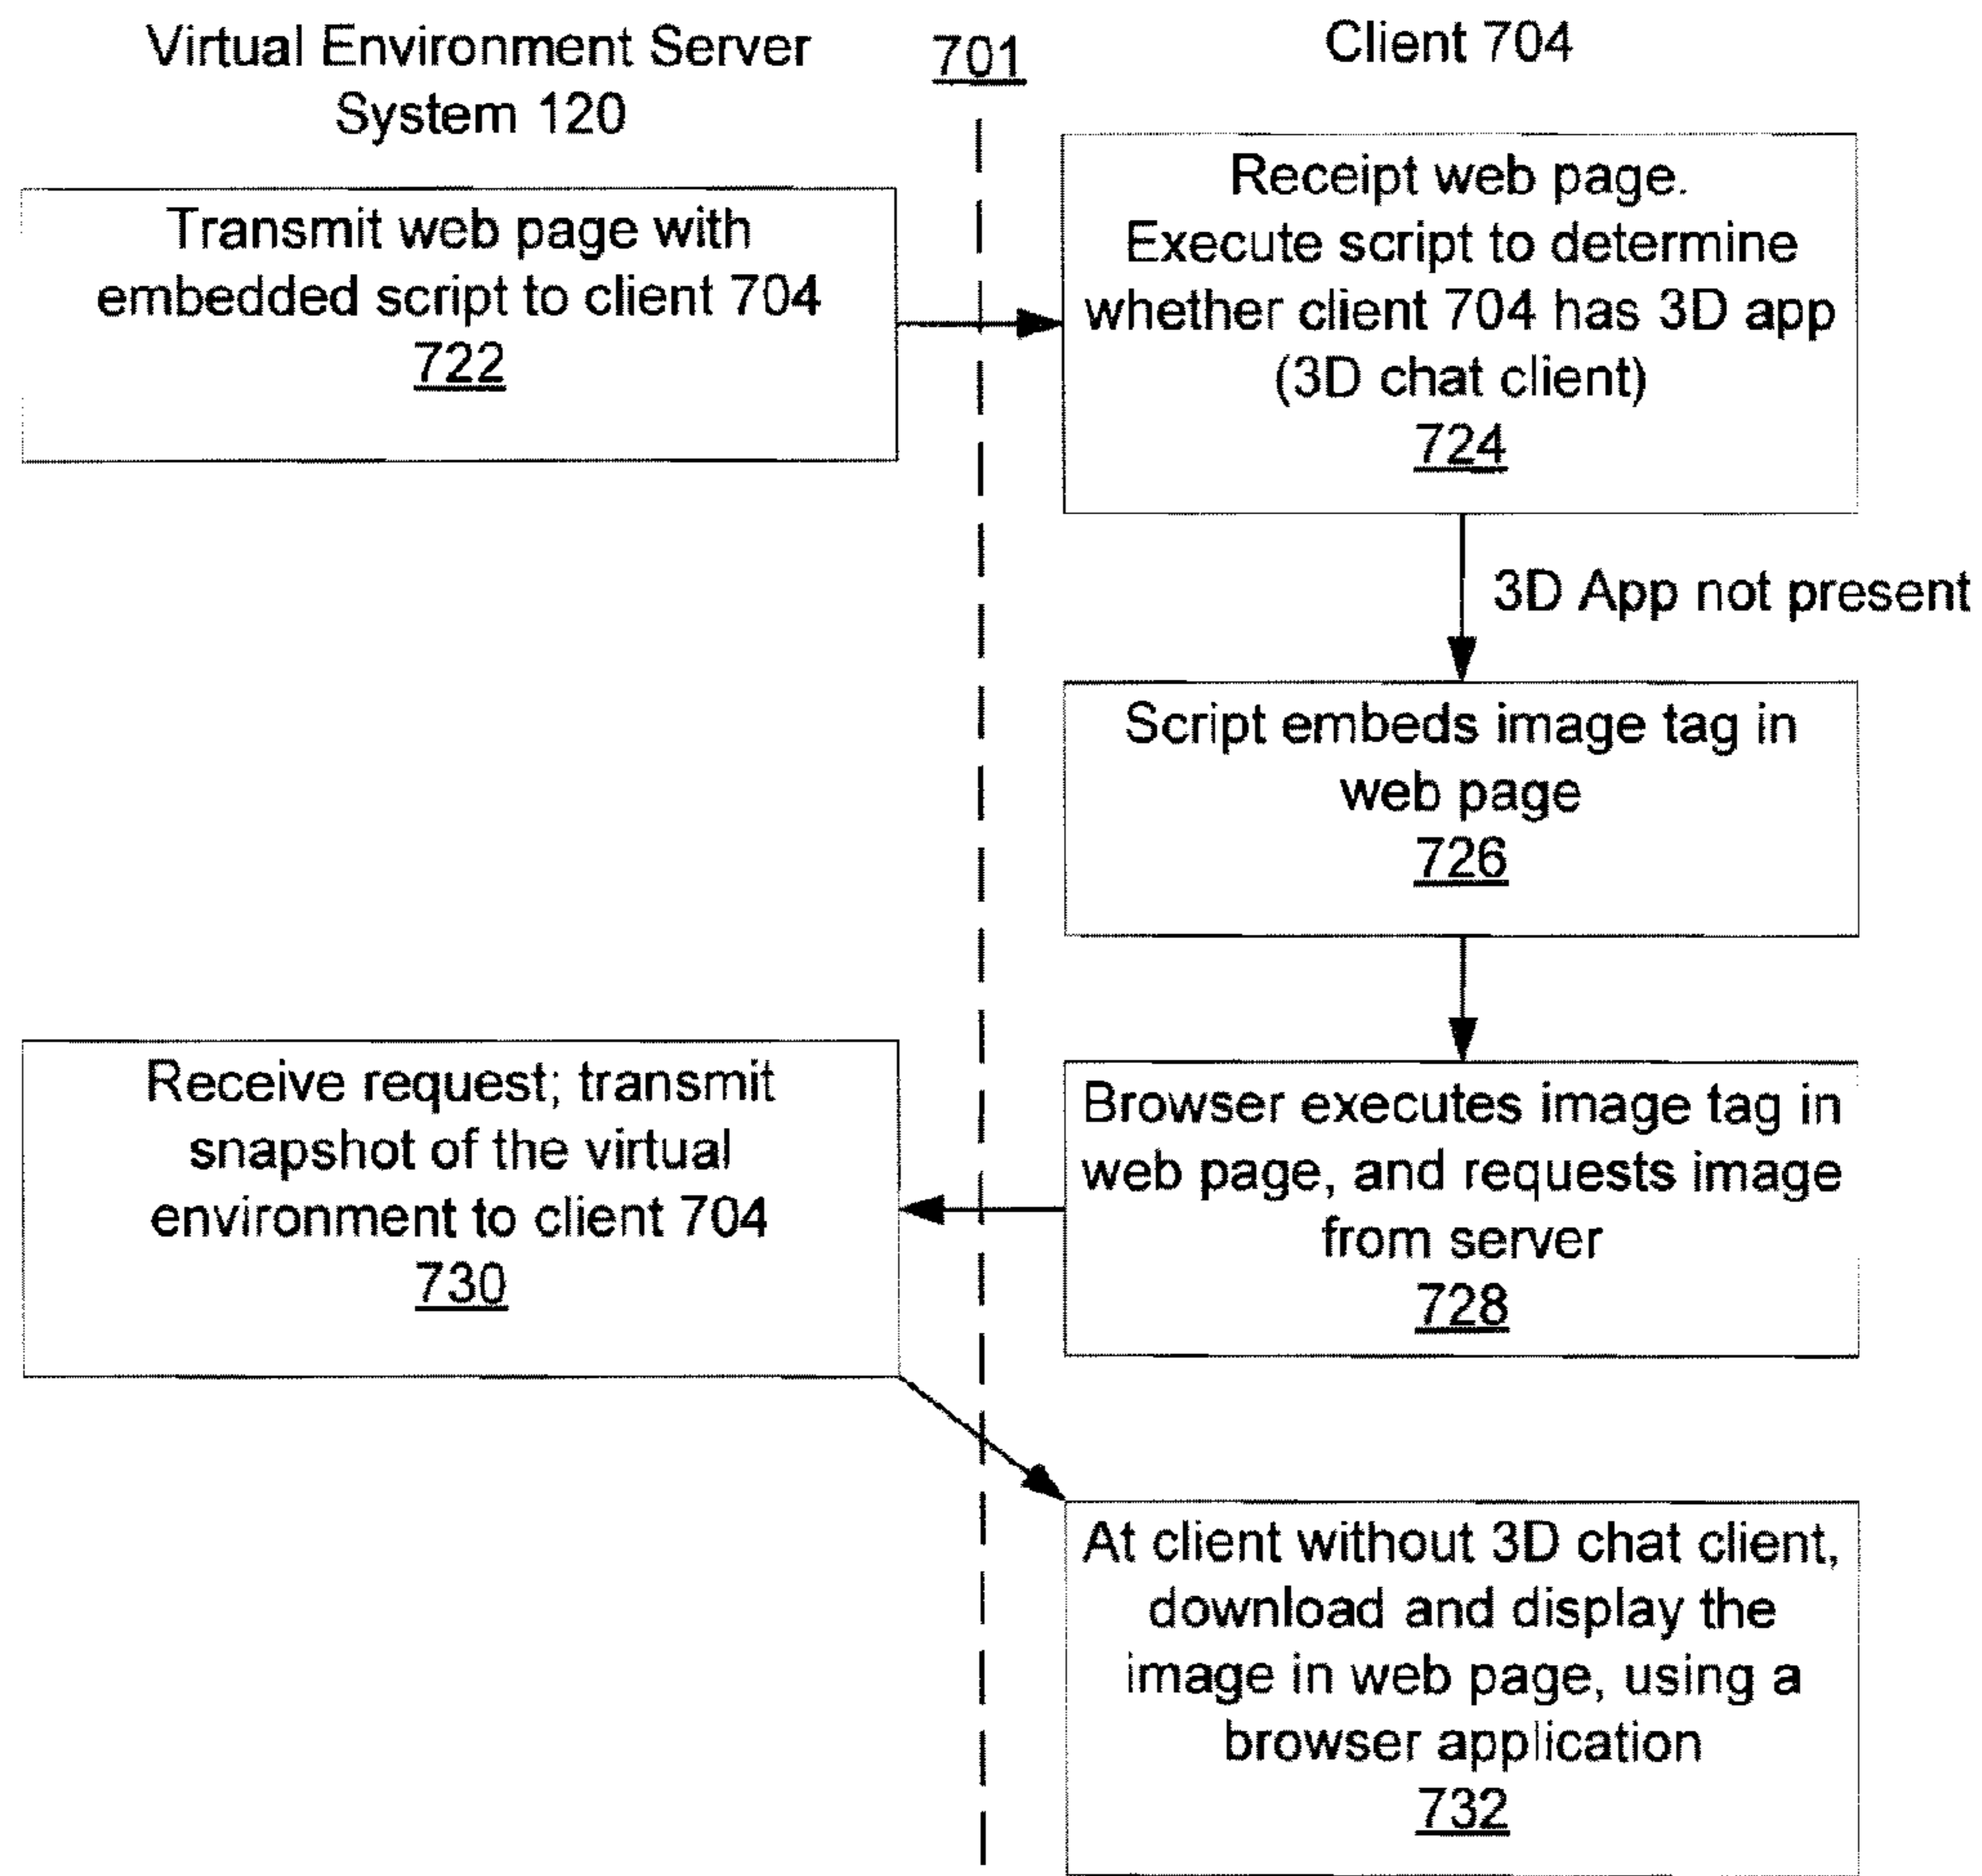 Virtual Environment Server
System 120
701
Client 704
Transmit web page with
embedded script to client 704
722
Receipt web page.
Execute script to determine
whether client 704 has 3D app
(3D chat client)
724
3D App not present
Script embeds image tag in
web page
726
Browser executes image tag in
web page, and requests image
from server
728
Receive request; transmit
snapshot of the virtual
environment to client 704
730
At client without 3D chat client,
download and display the
image in web page, using a
browser application
732